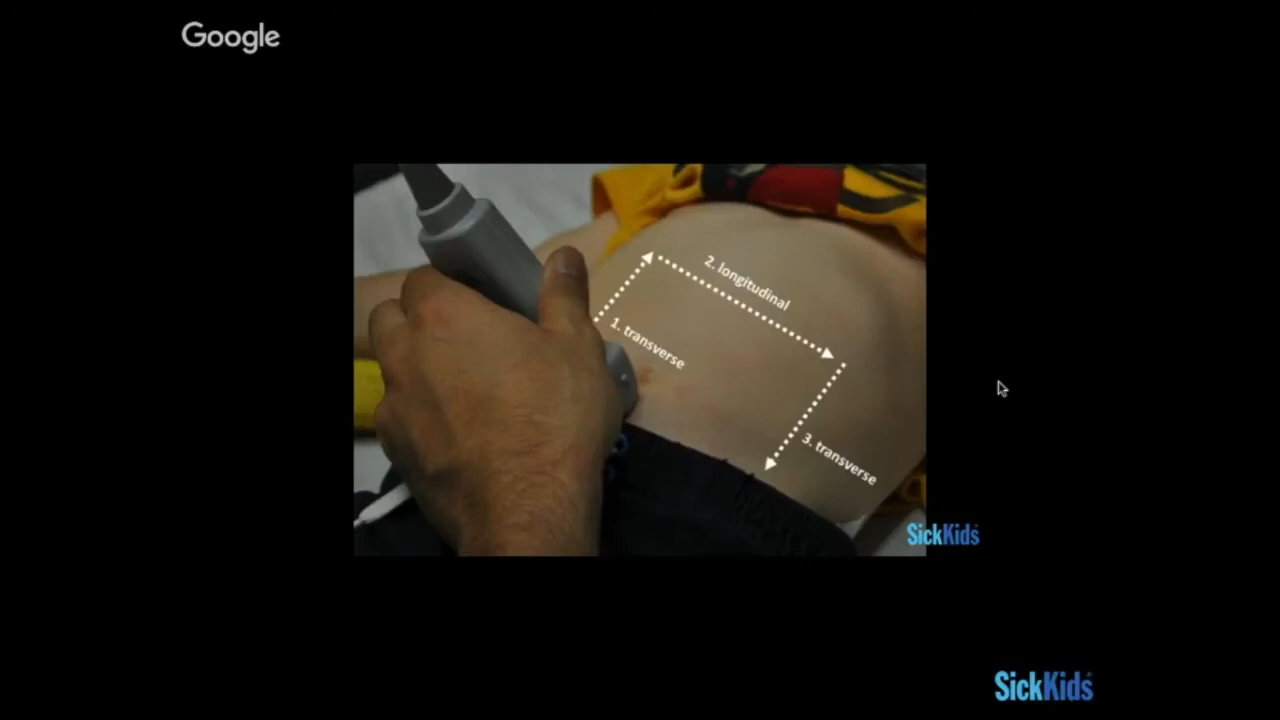 Google
2. longitudinal
1. transverse
3. transverse
SickKids
SickKids